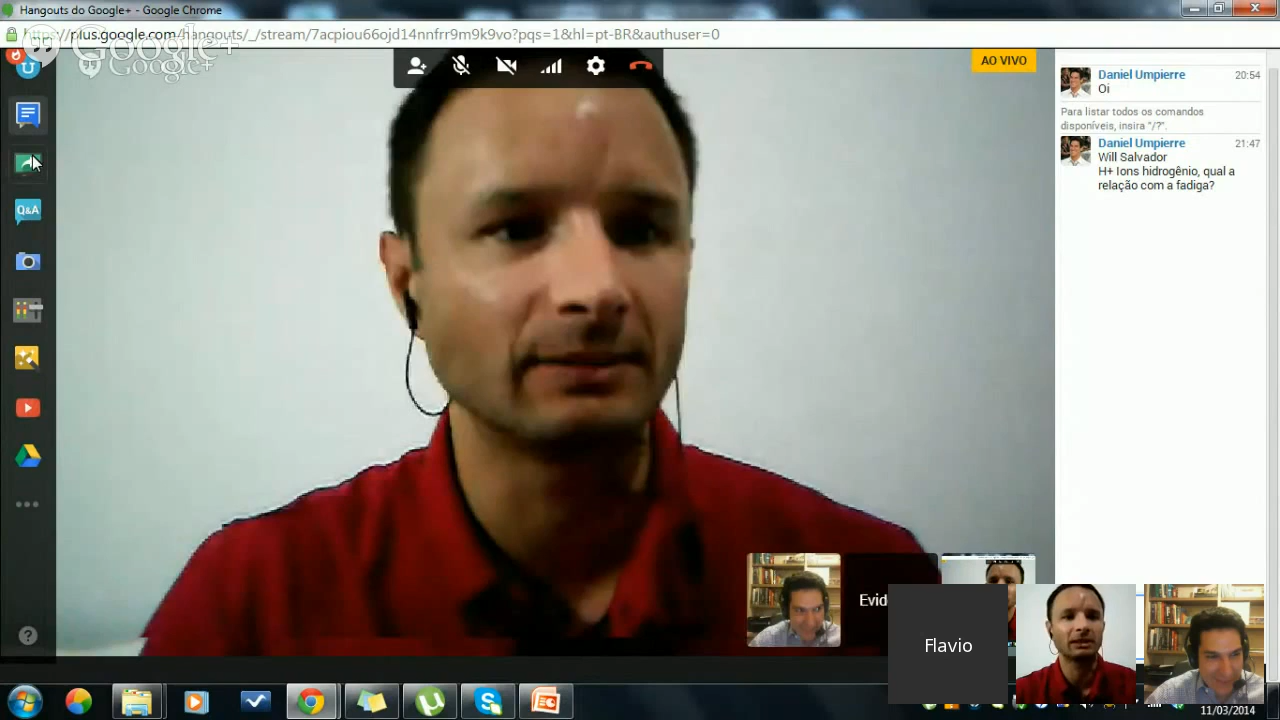 Hangouts do Google+ - Google Chrome
https://plus.google.com/hangouts/_/stream/7acpiou66ojd14nnfrr9m9k9vo?pqs=1&hl=pt-BR&authuser=0
Google+
Google+
AO VIVO
Daniel Umpierre 20:54
Oi
Para listar todos os comandos
disponíveis, insira "/?".
Daniel Umpierre 21:47
Will Salvador
H+ Ions hidrogênio, qual a
relação com a fadiga?
Q&A
Evid
Flavio
11/03/2014